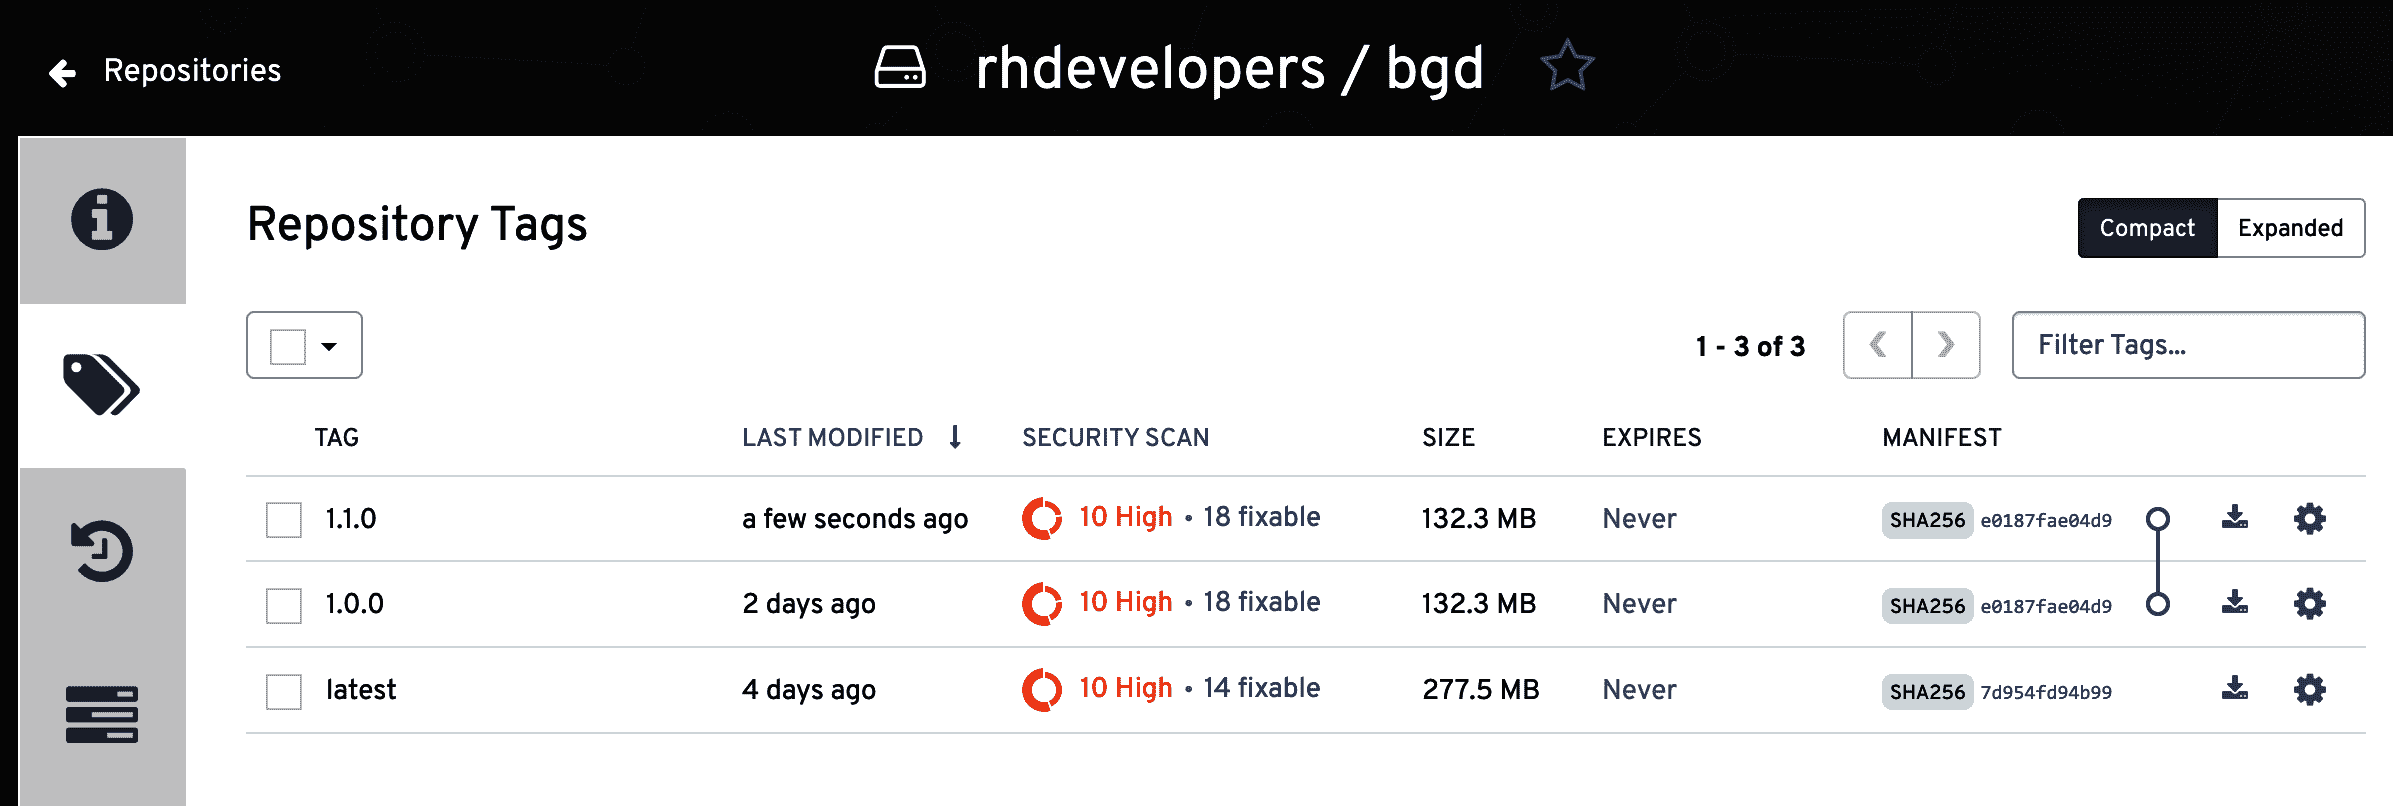 Repositories
rhdevelopers / bgd
Repository Tags
Compact Expanded
1 - 3 of 3 Filter Tags...
TAG LAST MODIFIED SECURITY SCAN SIZE EXPIRES MANIFEST
1.1.0 a few seconds ago 10 High • 18 fixable 132.3 MB Never SHA256 e0187fae04d9
1.0.0 2 days ago 10 High • 18 fixable 132.3 MB Never SHA256 e0187fae04d9
latest 4 days ago 10 High • 14 fixable 277.5 MB Never SHA256 7d954fd94b99